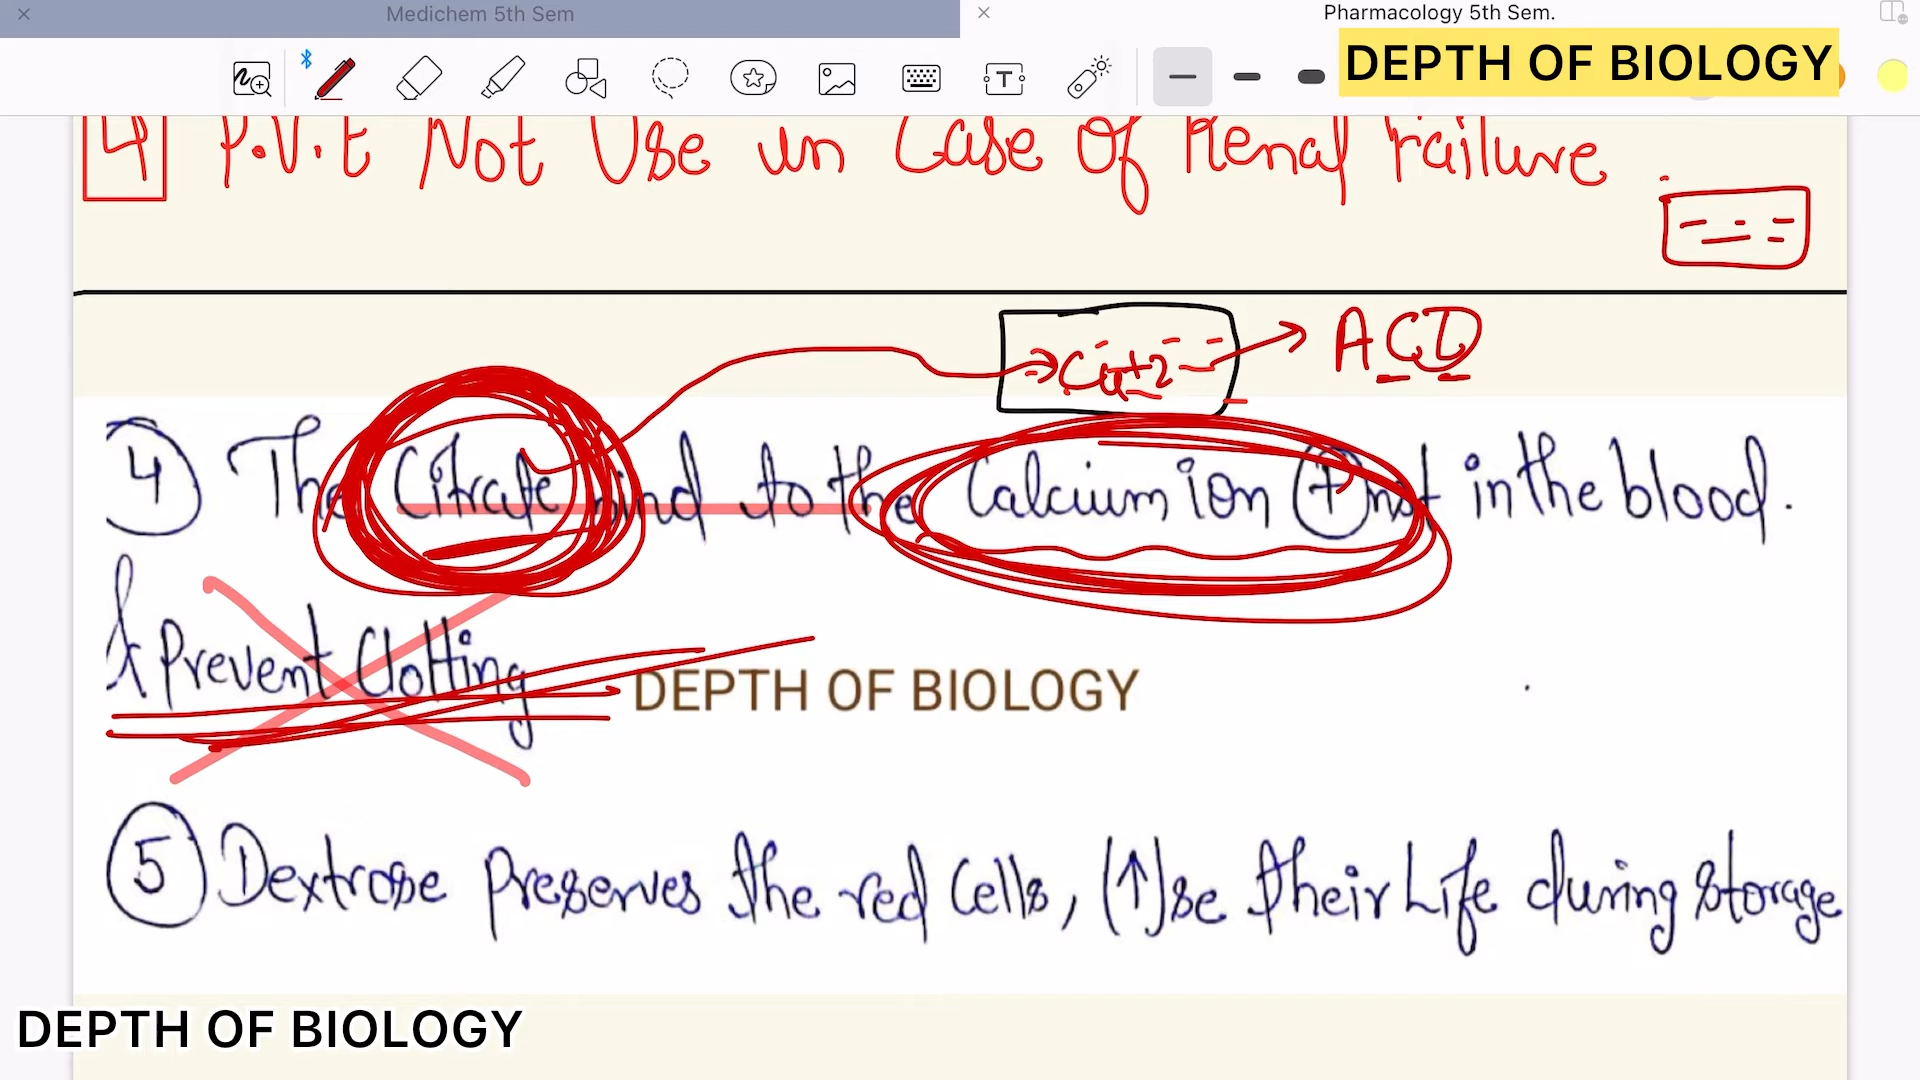 Medichem 5th Sem
Pharmacology 5th Sem.
DEPTH OF BIOLOGY
4 P.V.t Not Use in Case Of Renal Failure
Ca+2 → ACD
④ The Citrate bind to the Calcium ion (+)nst in the blood.
& Prevent Clotting
DEPTH OF BIOLOGY
⑤ Dextrose Preserves the red Cells, (↑)se their Life during storage
DEPTH OF BIOLOGY